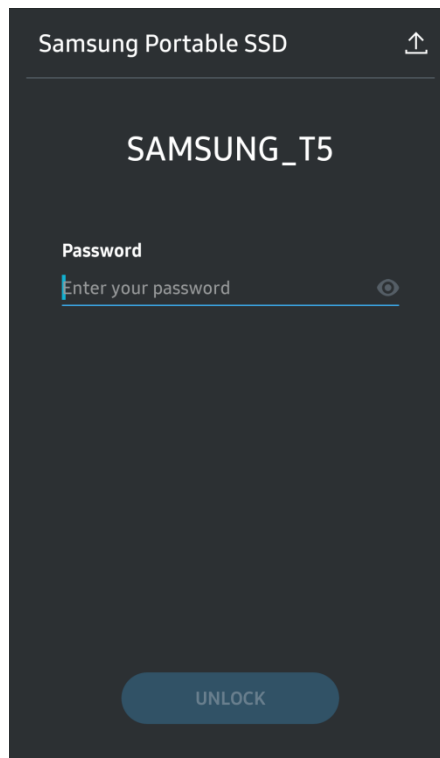 Samsung Portable SSD
SAMSUNG_T5
Password
Enter your password
UNLOCK